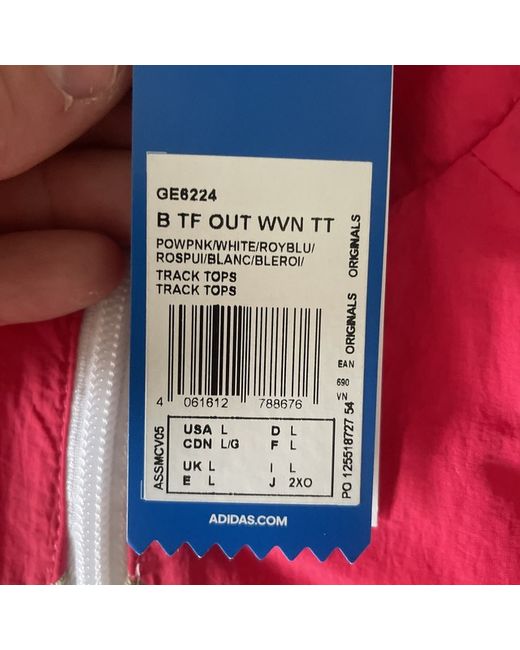 GE6224
B TF OUT WVN TT
POWPNK/WHITE/ROYBLU/
ROSPUI/BLANC/BLEROI/
TRACK TOPS
TRACK TOPS
4 061612 788676
USA L D L
CDN L/G F L
UK L I L
E L J 2XO
ASSMCV05
ORIGINALS
ORIGINALS
EAN
690
VN
PO 125518727 54
ADIDAS.COM